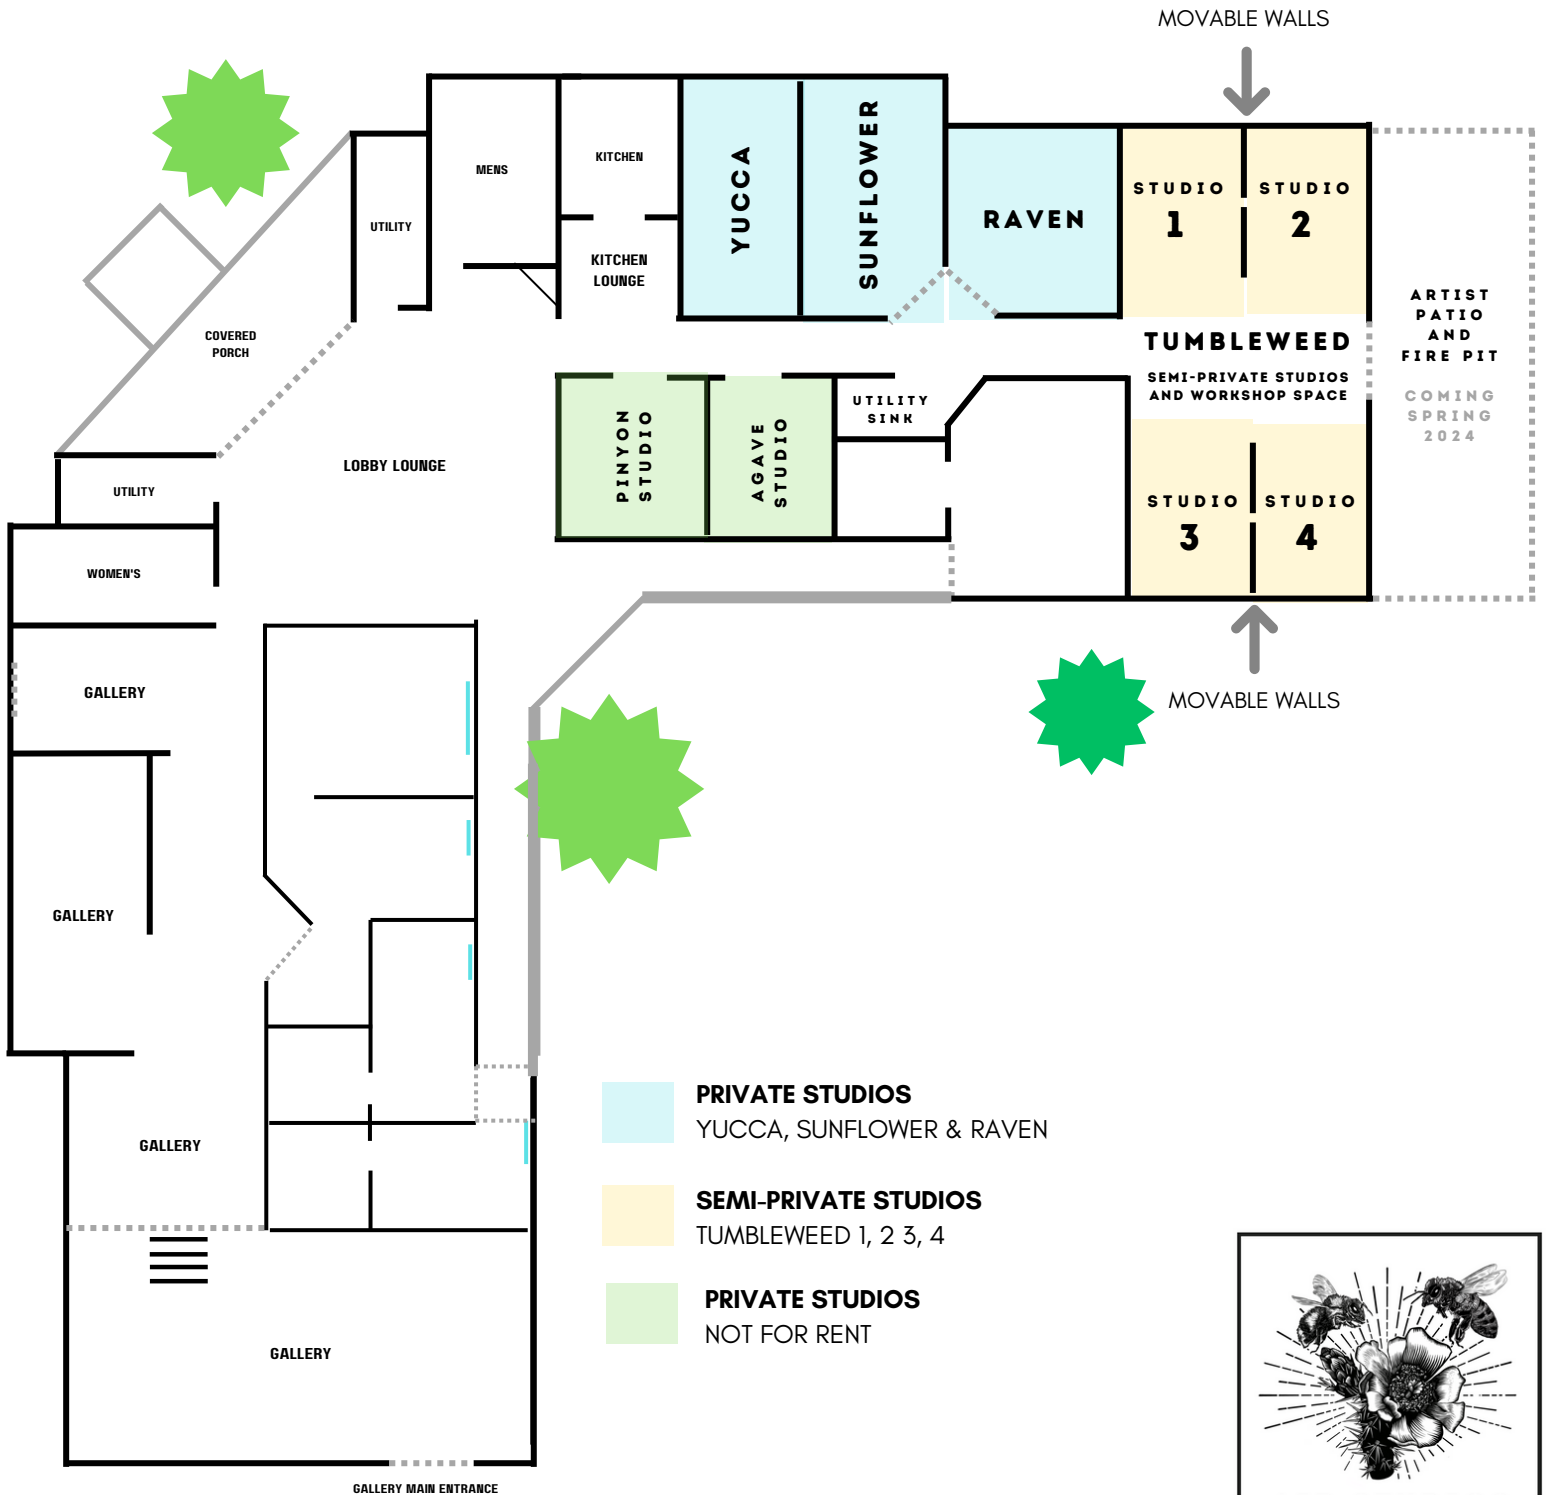 MOVABLE WALLS
MENS
KITCHEN
YUCCA
SUNFLOWER
RAVEN
STUDIO
1
STUDIO
2
UTILITY
KITCHEN
LOUNGE
COVERED
PORCH
TUMBLEWEED
SEMI-PRIVATE STUDIOS
AND WORKSHOP SPACE
ARTIST
PATIO
AND
FIRE PIT
COMING
SPRING
2024
PINYON
STUDIO
AGAVE
STUDIO
UTILITY
SINK
LOBBY LOUNGE
UTILITY
STUDIO
3
STUDIO
4
WOMEN'S
GALLERY
MOVABLE WALLS
GALLERY
GALLERY
PRIVATE STUDIOS
YUCCA, SUNFLOWER & RAVEN
SEMI-PRIVATE STUDIOS
TUMBLEWEED 1, 2 3, 4
PRIVATE STUDIOS
NOT FOR RENT
GALLERY
GALLERY MAIN ENTRANCE